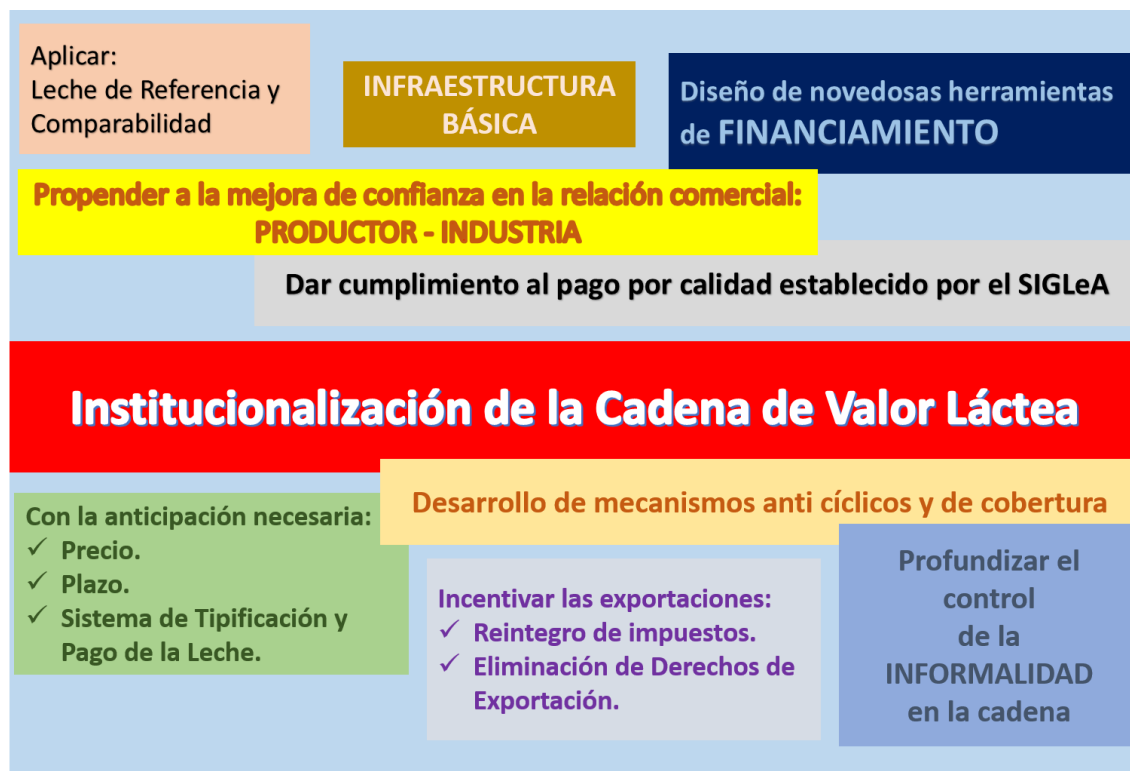 Aplicar:
Leche de Referencia y
Comparabilidad
INFRAESTRUCTURA
BÁSICA
Diseño de novedosas herramientas
de FINANCIAMIENTO
Propender a la mejora de confianza en la relación comercial:
PRODUCTOR - INDUSTRIA
Dar cumplimiento al pago por calidad establecido por el SIGLeA
Institucionalización de la Cadena de Valor Láctea
Desarrollo de mecanismos anti cíclicos y de cobertura
Con la anticipación necesaria:
✓ Precio.
✓ Plazo.
✓ Sistema de Tipificación y
Pago de la Leche.
Incentivar las exportaciones:
✓ Reintegro de impuestos.
✓ Eliminación de Derechos de
Exportación.
Profundizar el
control
de la
INFORMALIDAD
en la cadena